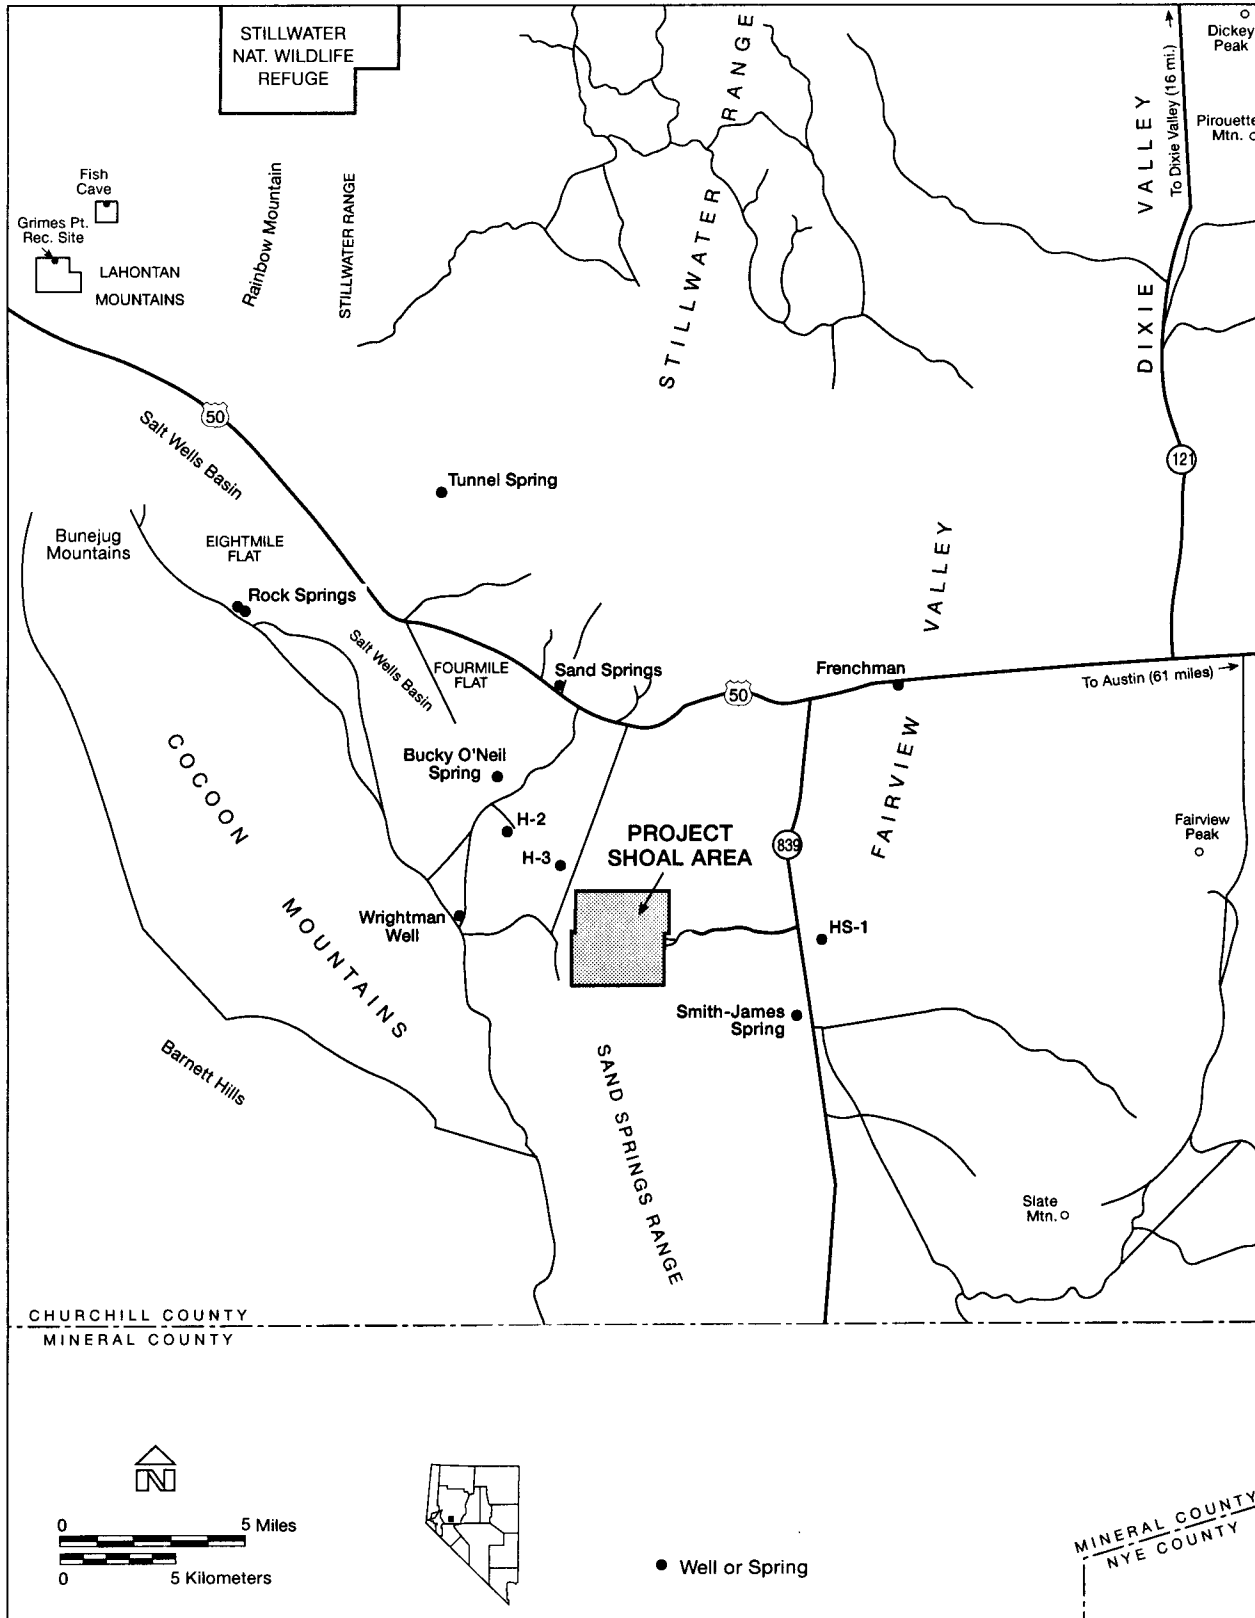 STILLWATER
NAT. WILDLIFE
REFUGE
STILLWATER RANGE
DIXIE VALLEY
To Dixie Valley (16 mi.)
Dickey
Peak
Pirouette
Mtn.
Fish
Cave
Grimes Pt.
Rec. Site
LAHONTAN
MOUNTAINS
Rainbow Mountain
STILLWATER RANGE
50
Salt Wells Basin
121
Tunnel Spring
Bunejug
Mountains
EIGHTMILE
FLAT
Rock Springs
Salt Wells Basin
FOURMILE
FLAT
Sand Springs
50
Frenchman
To Austin (61 miles)
FAIRVIEW VALLEY
COCOON MOUNTAINS
Bucky O'Neil
Spring
H-2
H-3
PROJECT
SHOAL AREA
839
Fairview
Peak
Wrightman
Well
HS-1
Smith-James
Spring
Barnett Hills
SAND SPRINGS RANGE
Slate
Mtn.
CHURCHILL COUNTY
MINERAL COUNTY
N
0 5 Miles
0 5 Kilometers
Well or Spring
MINERAL COUNTY
NYE COUNTY